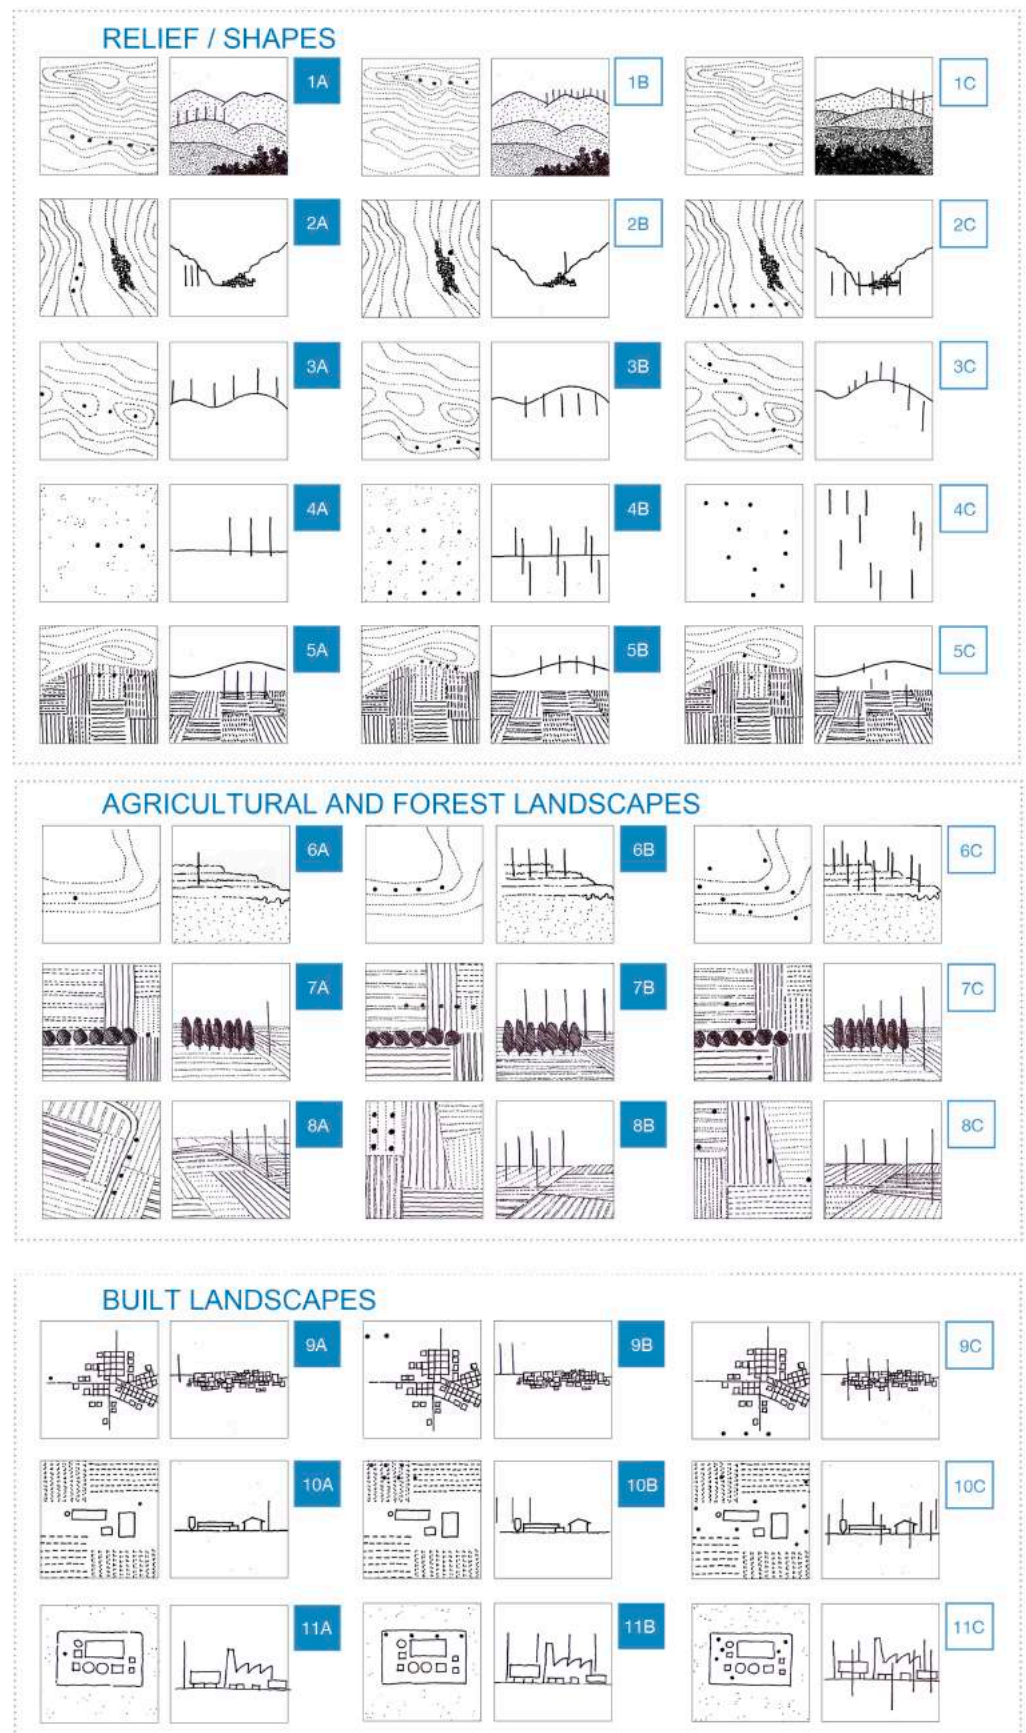 RELIEF / SHAPES
1A
1B
1C
2A
2B
2C
3A
3B
3C
4A
4B
4C
5A
5B
5C
AGRICULTURAL AND FOREST LANDSCAPES
6A
6B
6C
7A
7B
7C
8A
8B
8C
BUILT LANDSCAPES
9A
9B
9C
10A
10B
10C
11A
11B
11C